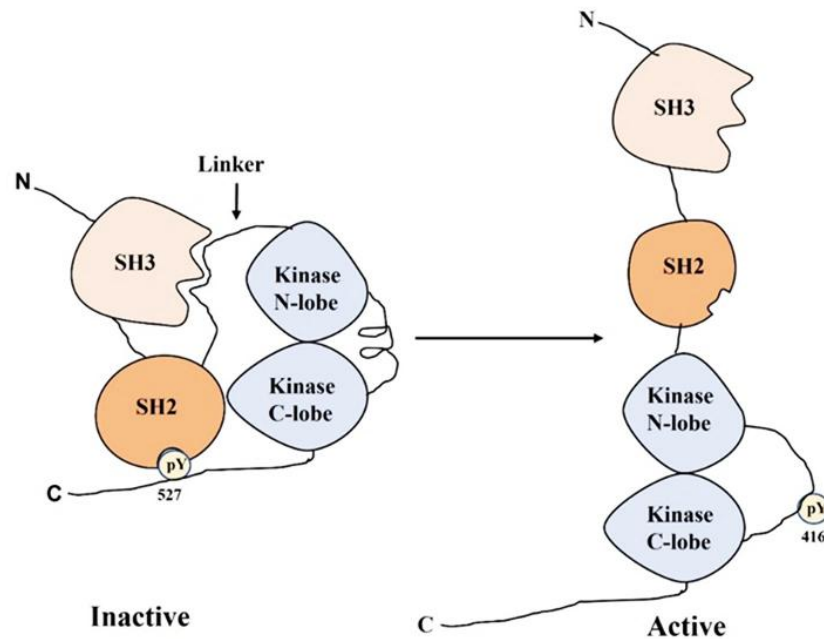 N
SH3
Linker
N
SH3
Kinase
N-lobe
SH2
SH2
Kinase
C-lobe
Kinase
N-lobe
pY
C
527
Kinase
C-lobe
pY
416
Inactive
C
Active